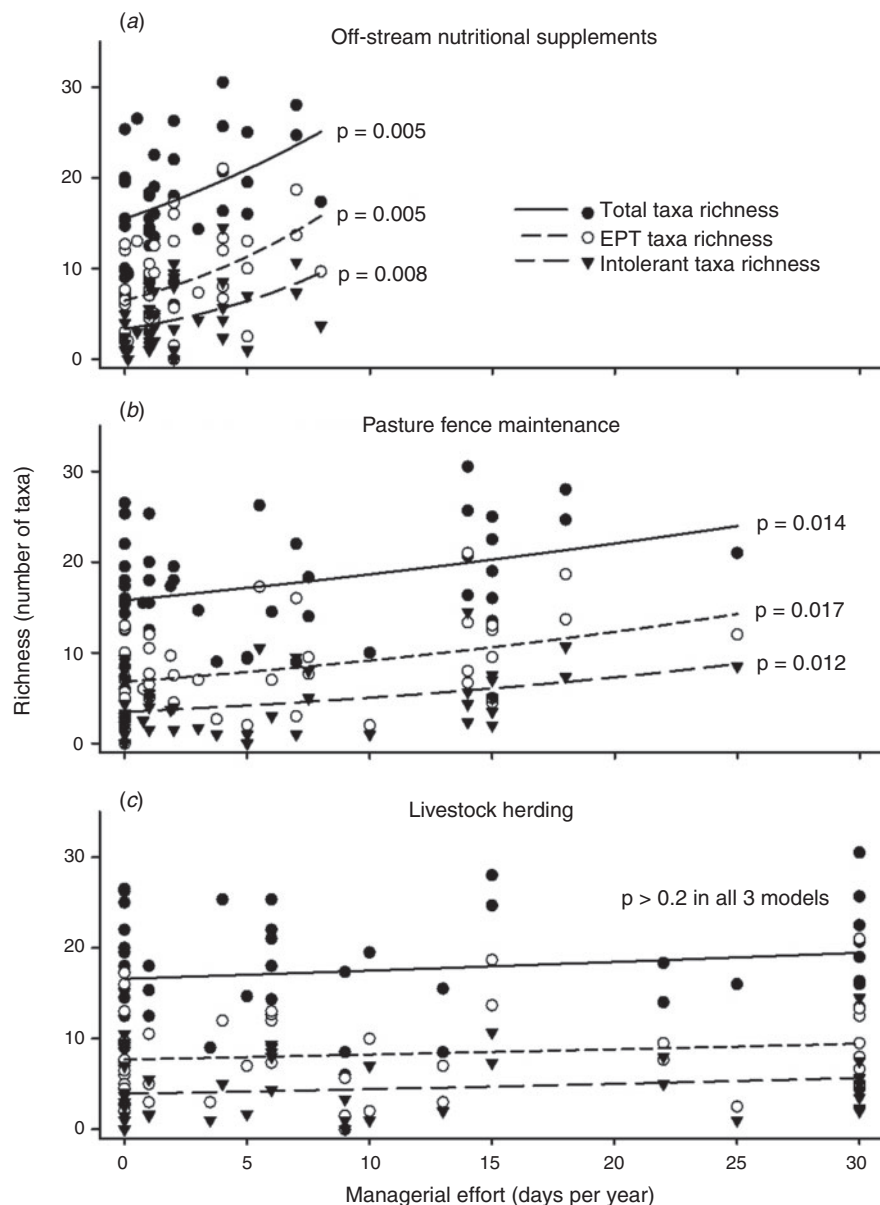 (a)
Off-stream nutritional supplements
30
20
10
0
p = 0.005
p = 0.005
p = 0.008
Total taxa richness
EPT taxa richness
Intolerant taxa richness
(b)
Pasture fence maintenance
Richness (number of taxa)
30
20
10
0
p = 0.014
p = 0.017
p = 0.012
(c)
Livestock herding
30
20
10
0
p > 0.2 in all 3 models
0 5 10 15 20 25 30
Managerial effort (days per year)